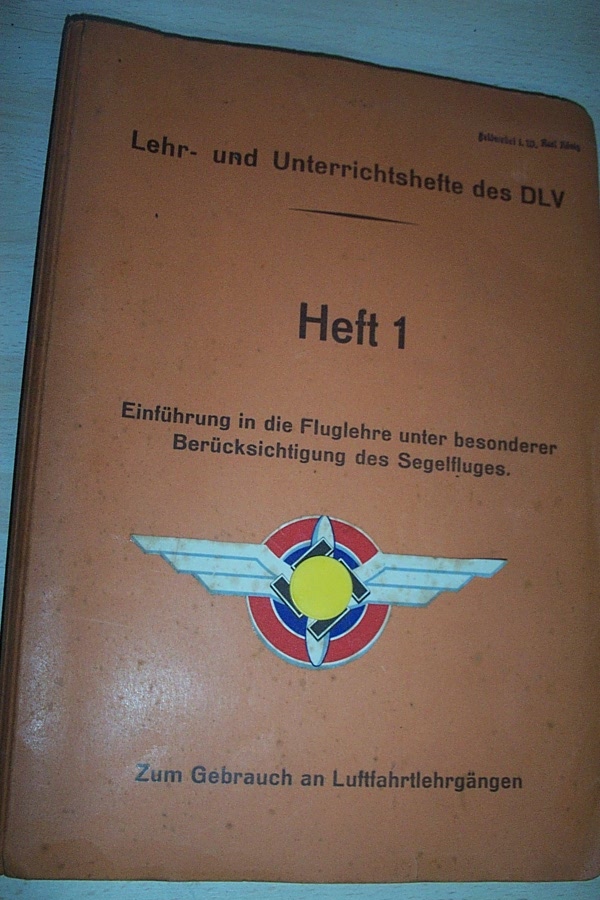 Lehr- und Unterrichtshefte des DLV
Heft 1
Einführung in die Fluglehre unter besonderer
Berücksichtigung des Segelfluges.
Zum Gebrauch an Luftfahrtlehrgängen